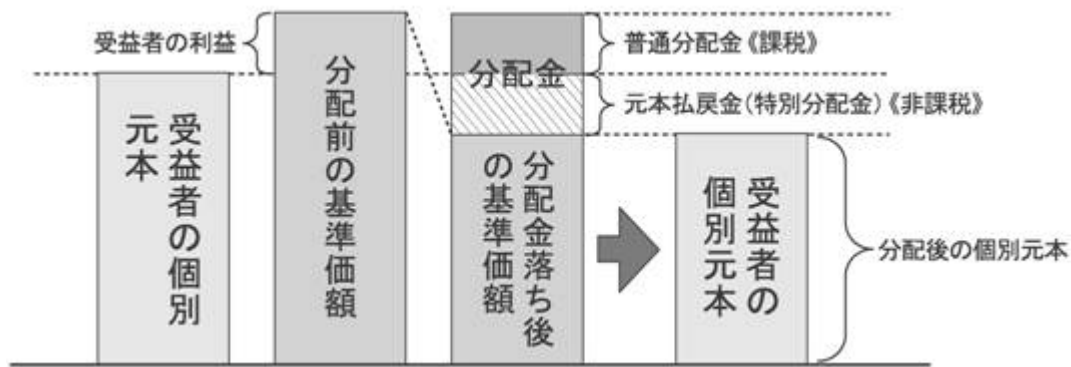 受益者の利益
受益者の個別
元本
分配前の基準価額
分配金
分配金落ち後
の基準価額
普通分配金《課税》
元本払戻金(特別分配金)《非課税》
受益者の
個別元本
分配後の個別元本